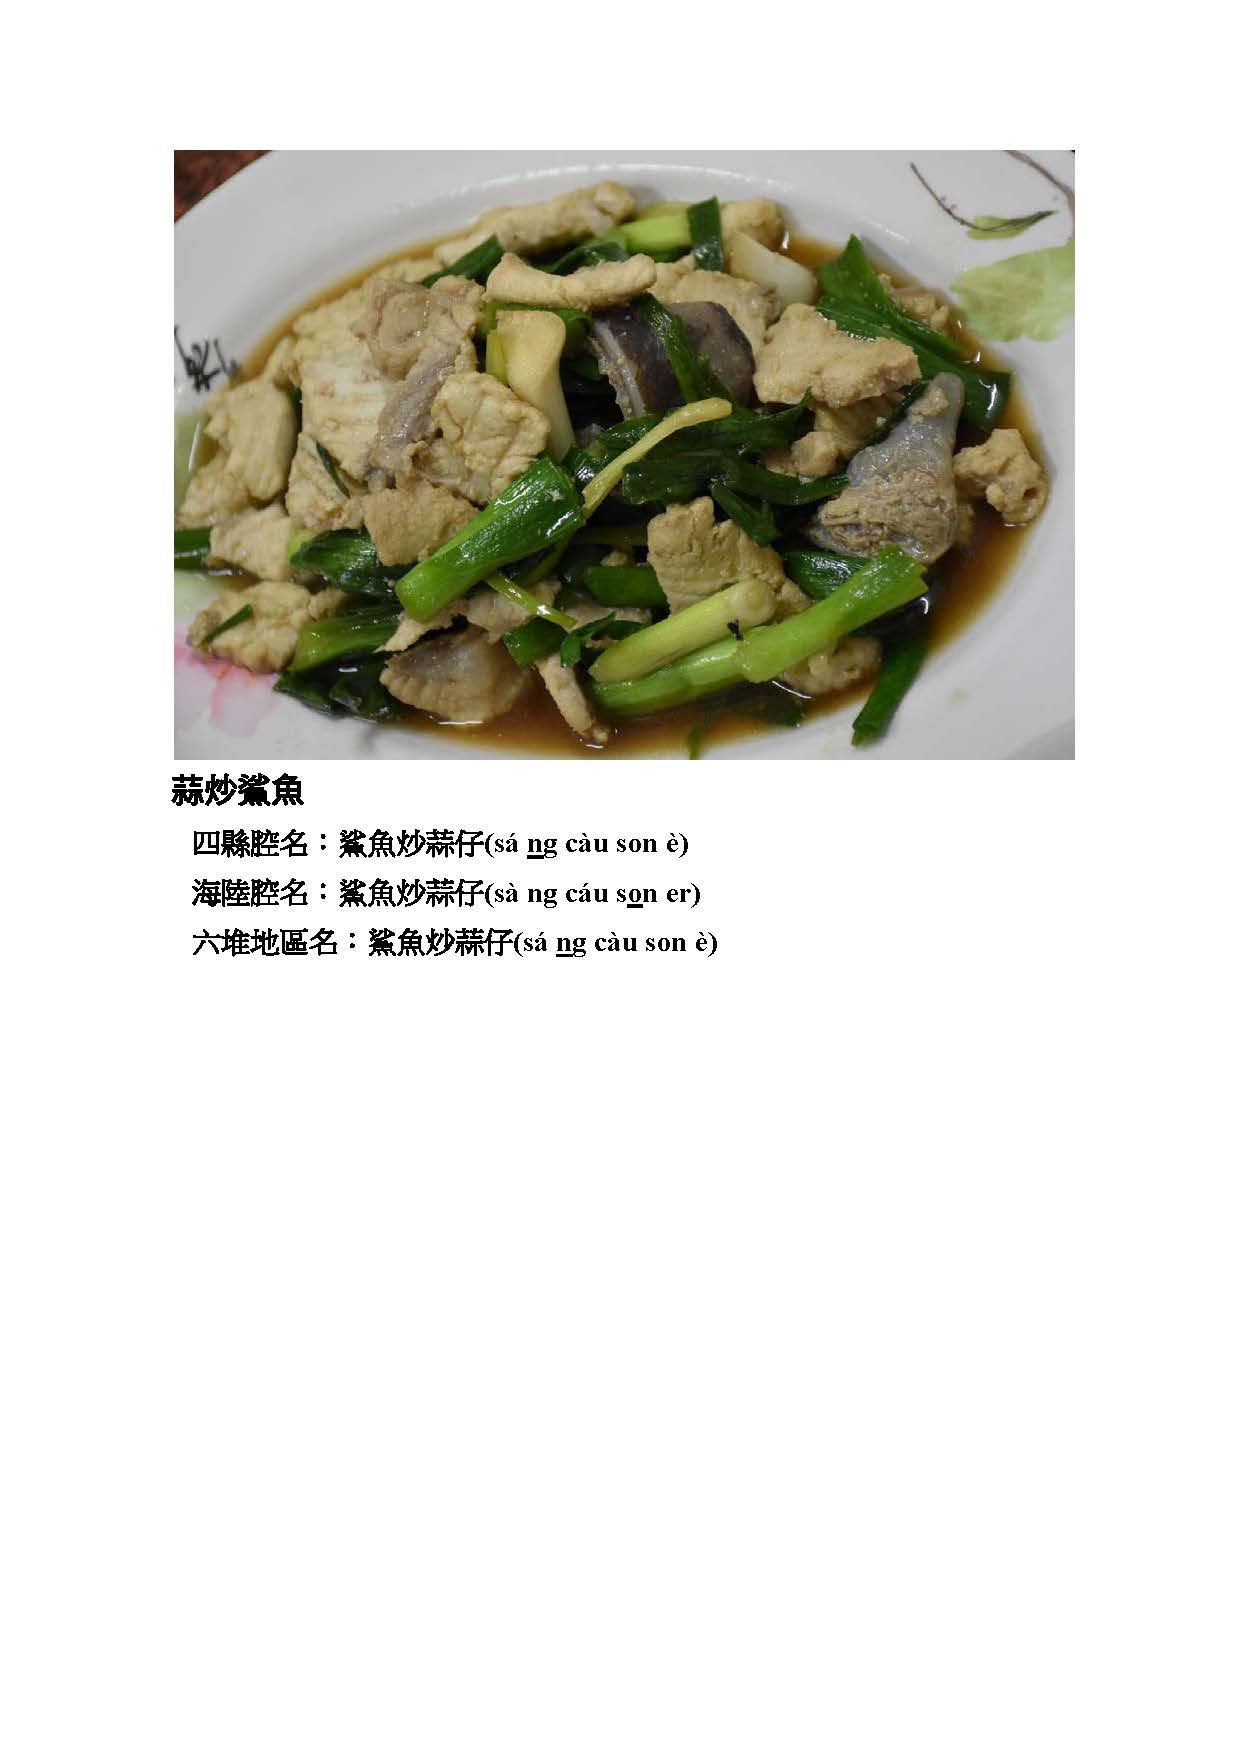 蒜炒鯊魚
四縣腔名：鯊魚炒蒜仔(sá ng càu son è)
海陸腔名：鯊魚炒蒜仔(sà ng cáu son er)
六堆地區名：鯊魚炒蒜仔(sá ng càu son è)